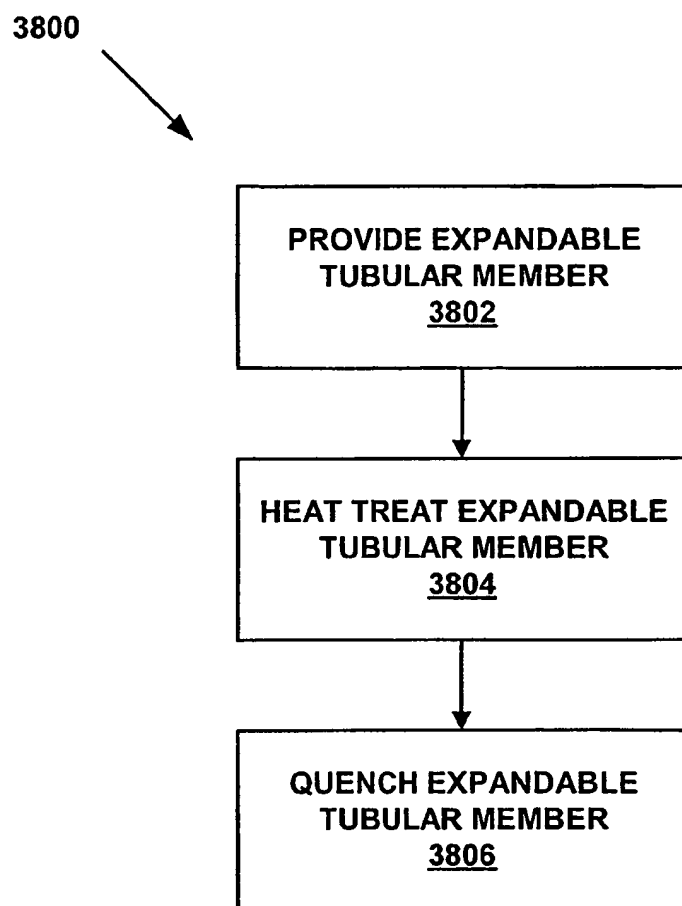 3800
PROVIDE EXPANDABLE
TUBULAR MEMBER
3802
HEAT TREAT EXPANDABLE
TUBULAR MEMBER
3804
QUENCH EXPANDABLE
TUBULAR MEMBER
3806